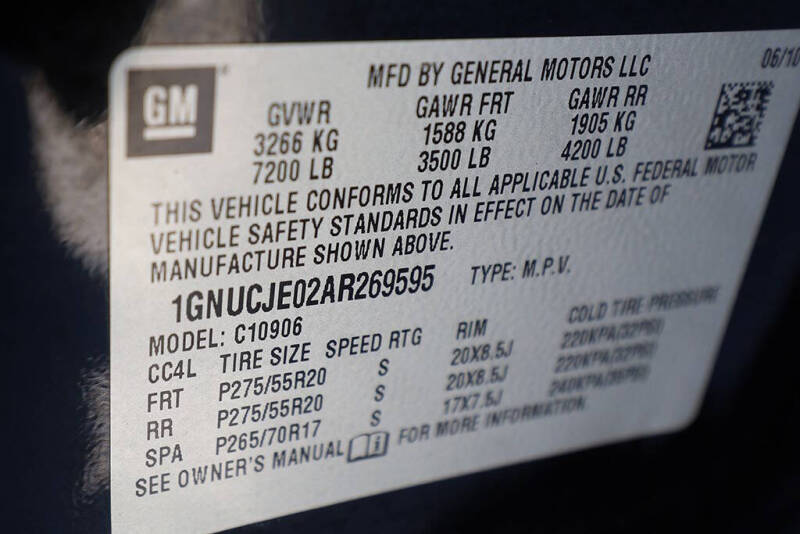 GM
MFD BY GENERAL MOTORS LLC 06/10
GVWR GAWR FRT GAWR RR
3266 KG 1588 KG 1905 KG
7200 LB 3500 LB 4200 LB
THIS VEHICLE CONFORMS TO ALL APPLICABLE U.S. FEDERAL MOTOR
VEHICLE SAFETY STANDARDS IN EFFECT ON THE DATE OF
MANUFACTURE SHOWN ABOVE.
1GNUCJE02AR269595 TYPE: M.P.V.
MODEL: C10906
CC4L TIRE SIZE SPEED RTG RIM COLD TIRE PRESSURE
FRT P275/55R20 S 20X8.5J 220KPA(32PSI)
RR P275/55R20 S 20X8.5J 220KPA(32PSI)
SPA P265/70R17 S 17X7.5J 240KPA(35PSI)
SEE OWNER'S MANUAL FOR MORE INFORMATION.